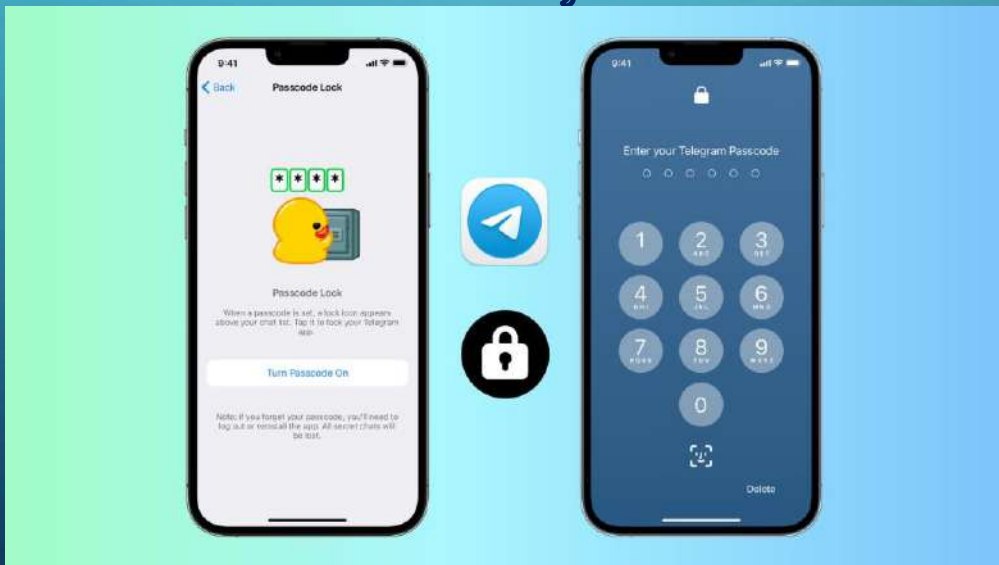 9:41
Back Passcode Lock
* * * *
Passcode Lock
When a passcode is set, a lock icon appears
above your chat list. Tap it to lock your Telegram
app.
Turn Passcode On
Note: if you forget your passcode, you'll need to
log out or reinstall the app. All secret chats will
be lost.
9:41
Enter your Telegram Passcode
1 2 3
ABC DEF
4 5 6
GHI JKL MNO
7 8 9
PQRS TUV WXYZ
0
Delete